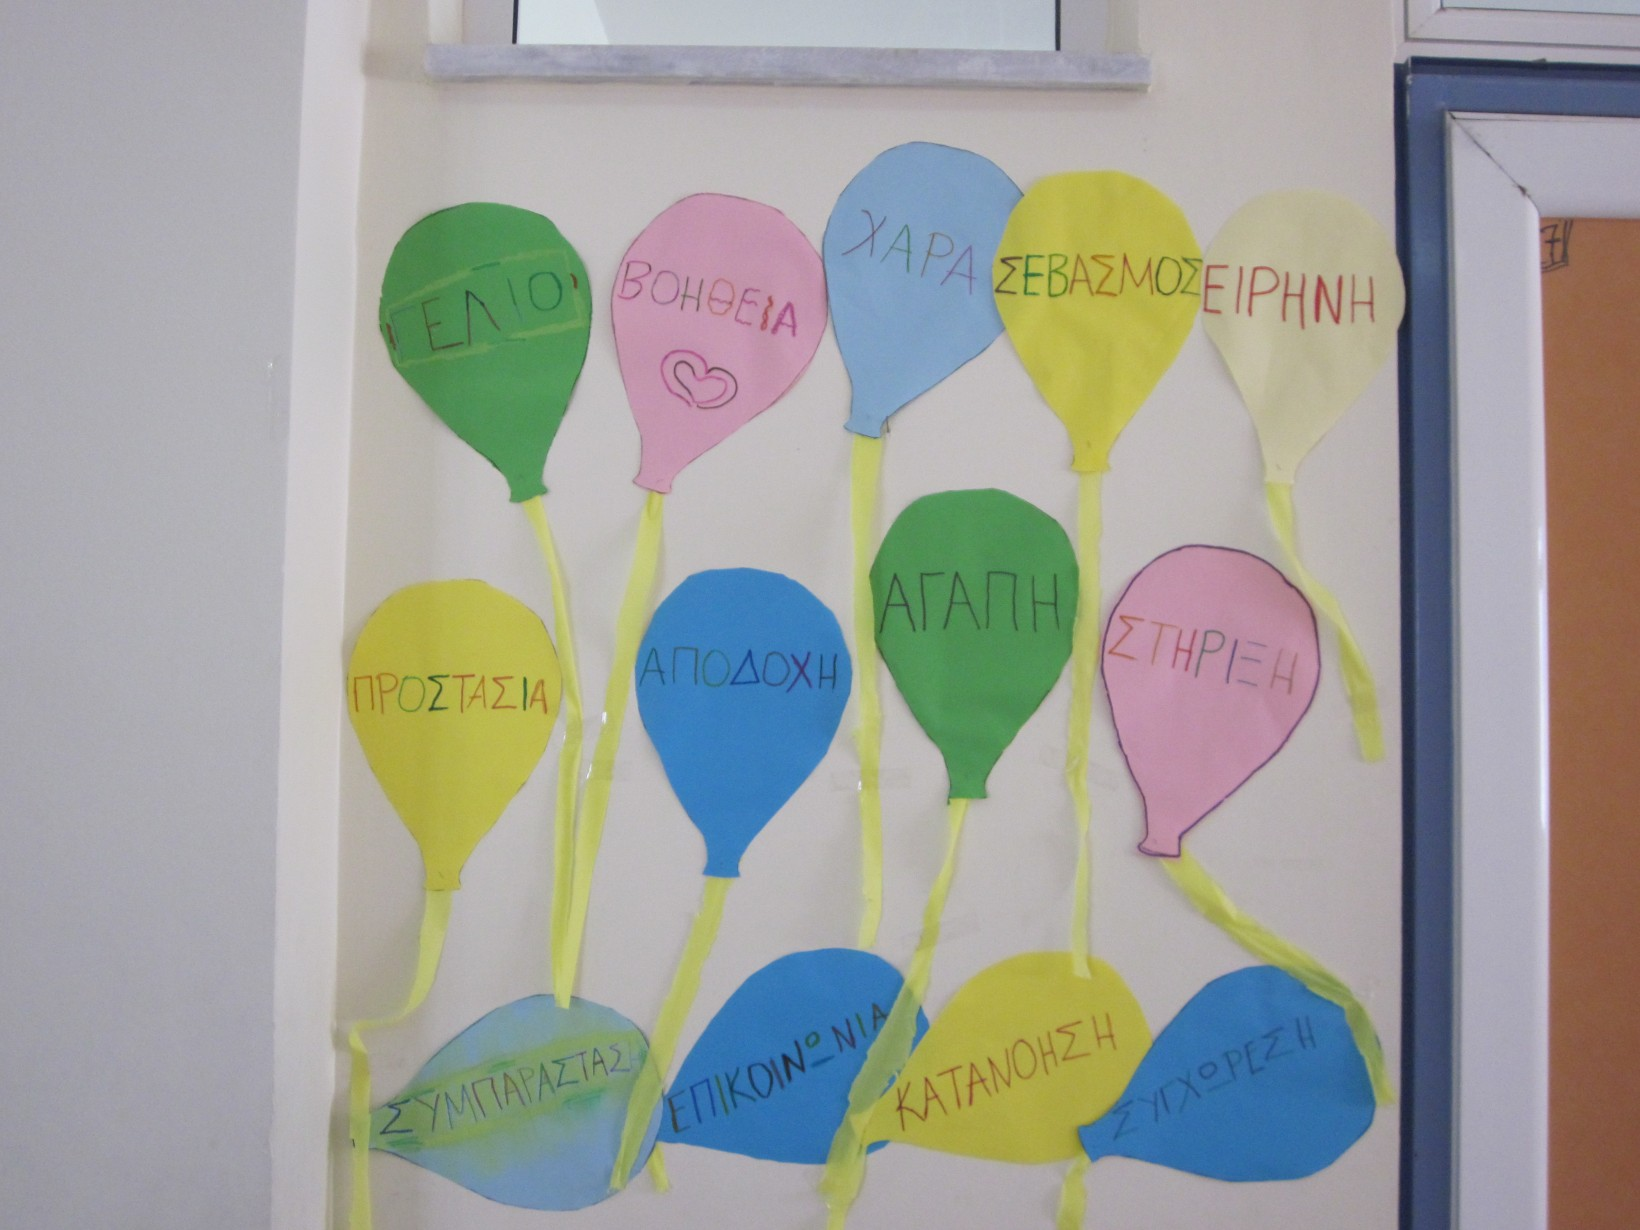 ΓΕΛΙΟ
ΒΟΗΘΕΙΑ
ΧΑΡΑ
ΣΕΒΑΣΜΟΣ
ΕΙΡΗΝΗ
ΠΡΟΣΤΑΣΙΑ
ΑΠΟΔΟΧΗ
ΑΓΑΠΗ
ΣΤΗΡΙΞΗ
ΣΥΜΠΑΡΑΣΤΑΣΗ
ΕΠΙΚΟΙΝΩΝΙΑ
ΚΑΤΑΝΟΗΣΗ
ΣΥΓΧΩΡΕΣΗ